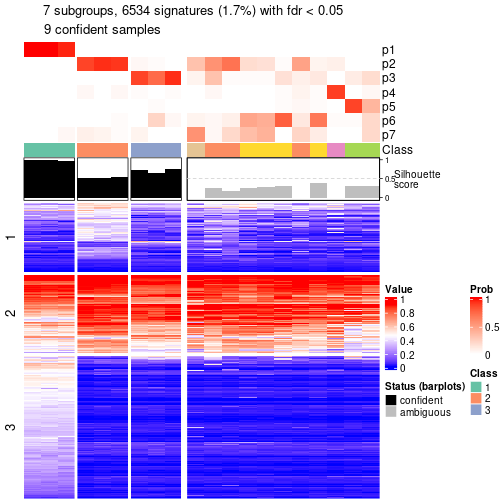 7 subgroups, 6534 signatures (1.7%) with fdr < 0.05
9 confident samples
p1
p2
p3
p4
p5
p6
p7
Class
1
0.5
0
Silhouette
score
1
2
3
Value
1
0.8
0.6
0.4
0.2
0
Status (barplots)
confident
ambiguous
Prob
1
0.5
0
Class
1
2
3